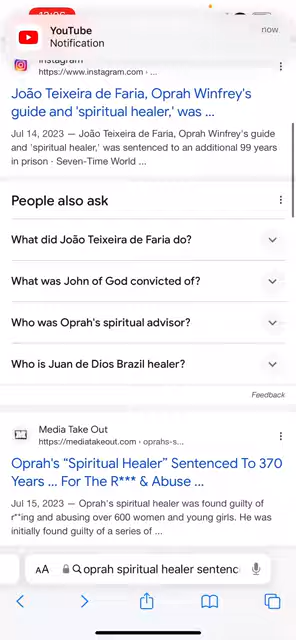 YouTube
now
Notification
Instagram
https://www.instagram.com › ...
João Teixeira de Faria, Oprah Winfrey's
guide and 'spiritual healer,' was ...
Jul 14, 2023 — João Teixeira de Faria, Oprah Winfrey's
guide and 'spiritual healer,' was sentenced to an additional 99 years
in prison · Seven-Time World ...
People also ask
What did João Teixeira de Faria do?
What was John of God convicted of?
Who was Oprah's spiritual advisor?
Who is Juan de Dios Brazil healer?
Feedback
Media Take Out
https://mediatakeout.com › oprahs-s...
Oprah's “Spiritual Healer” Sentenced To 370
Years ... For The R*** & Abuse ...
Jul 15, 2023 — Oprah's spiritual healer was found guilty of
r**ing and abusing over 600 women and young girls. He was
initially found guilty of a series of ...
AA
oprah spiritual healer sentenc